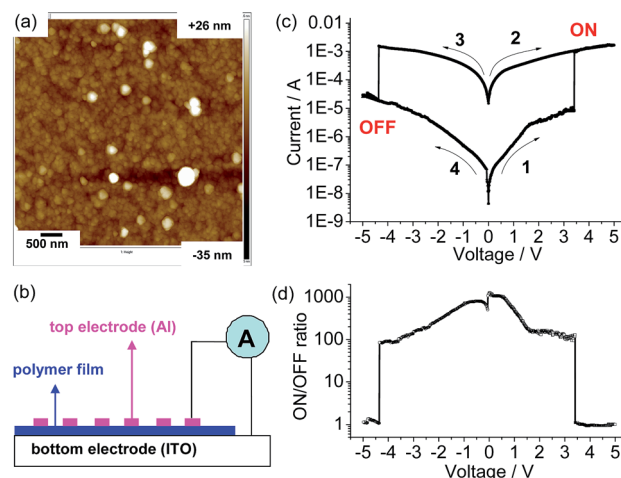 (a)
+26 nm
500 nm
-35 nm
(b)
top electrode (Al)
A
polymer film
bottom electrode (ITO)
(c)
0.01
1E-3
1E-4
1E-5
1E-6
1E-7
1E-8
1E-9
Current / A
ON
OFF
3
2
4
1
-5 -4 -3 -2 -1 0 1 2 3 4 5
Voltage / V
(d)
1000
100
10
1
ON/OFF ratio
-5 -4 -3 -2 -1 0 1 2 3 4 5
Voltage / V